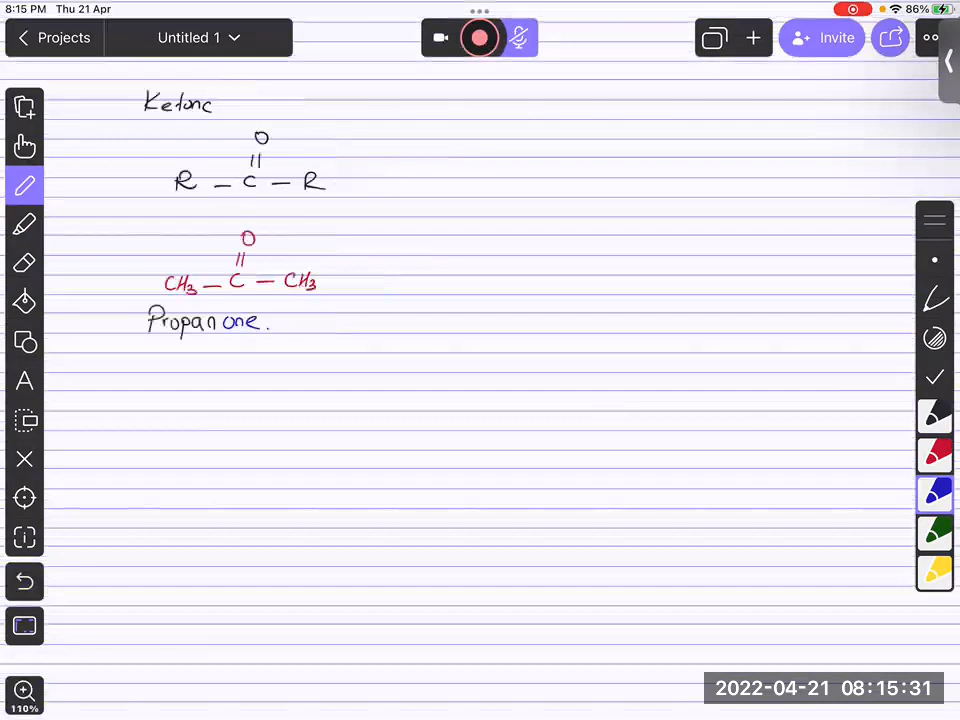 8:15 PM Thu 21 Apr
86%
Projects
Untitled 1
Invite
Ketone
O
||
R — C — R
O
||
CH3 — C — CH3
Propanone.
A
110%
2022-04-21 08:15:31